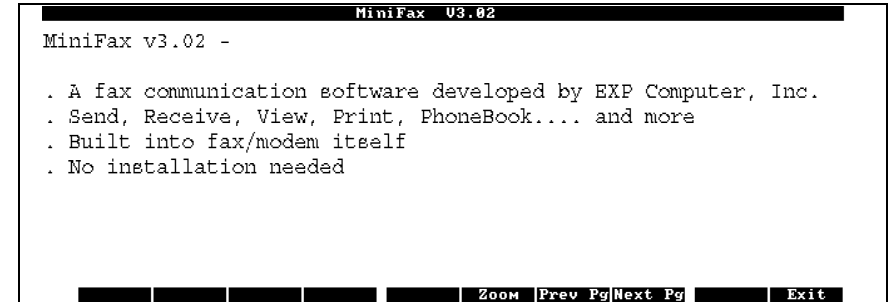 MiniFax V3.02
MiniFax v3.02 -
. A fax communication software developed by EXP Computer, Inc.
. Send, Receive, View, Print, PhoneBook.... and more
. Built into fax/modem itself
. No installation needed
Zoom Prev Pg Next Pg Exit